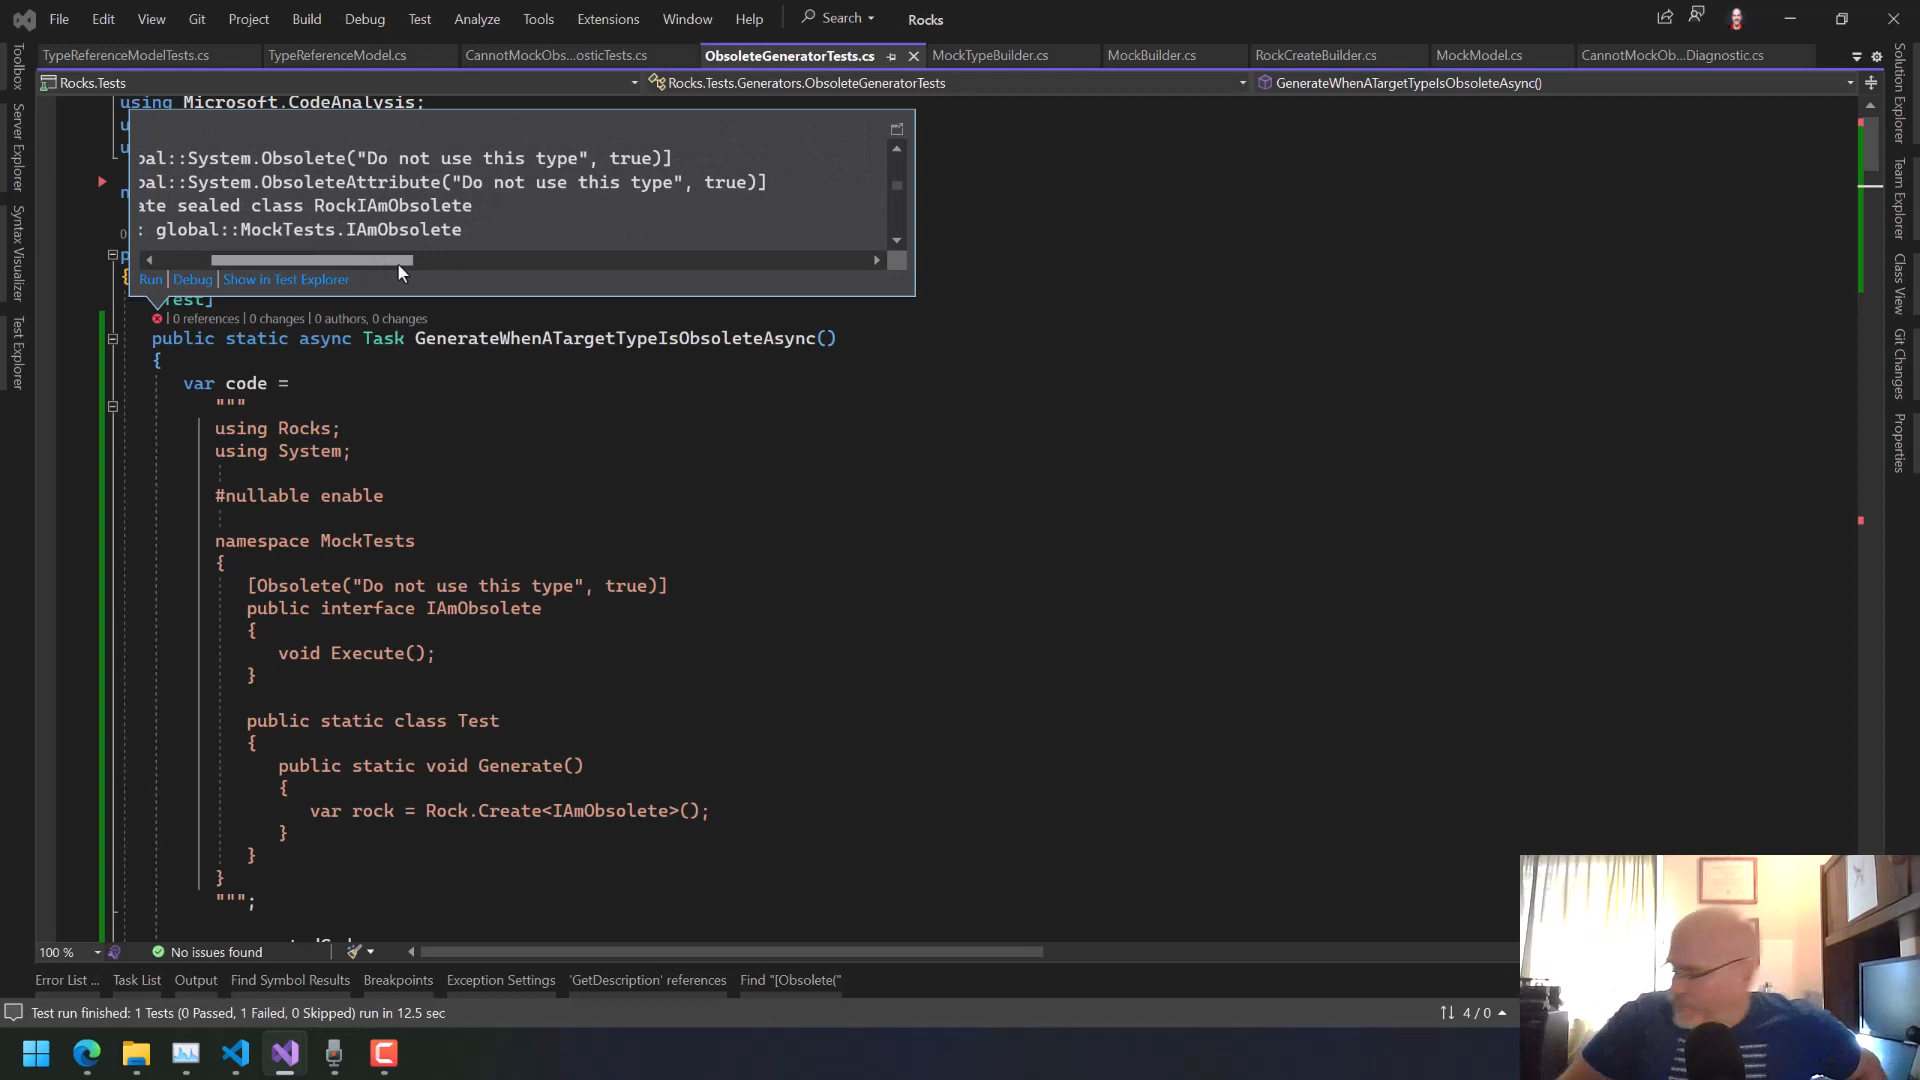 File Edit View Git Project Build Debug Test Analyze Tools Extensions Window Help Search Rocks
TypeReferenceModelTests.cs TypeReferenceModel.cs CannotMockObs...osticTests.cs ObsoleteGeneratorTests.cs MockTypeBuilder.cs MockBuilder.cs RockCreateBuilder.cs MockModel.cs CannotMockOb...Diagnostic.cs
Rocks.Tests Rocks.Tests.Generators.ObsoleteGeneratorTests GenerateWhenATargetTypeIsObsoleteAsync()
Toolbox
Server Explorer
Syntax Visualizer
Test Explorer
using Microsoft.CodeAnalysis;
bal::System.Obsolete("Do not use this type", true)]
bal::System.ObsoleteAttribute("Do not use this type", true)]
ate sealed class RockIAmObsolete
: global::MockTests.IAmObsolete
Run | Debug | Show in Test Explorer
Test]
0 references | 0 changes | 0 authors, 0 changes
public static async Task GenerateWhenATargetTypeIsObsoleteAsync()
{
var code =
"""
using Rocks;
using System;
#nullable enable
namespace MockTests
{
[Obsolete("Do not use this type", true)]
public interface IAmObsolete
{
void Execute();
}
public static class Test
{
public static void Generate()
{
var rock = Rock.Create<IAmObsolete>();
}
}
}
""";
Solution Explorer
Team Explorer
Class View
Git Changes
Properties
100 % No issues found
Error List ... Task List Output Find Symbol Results Breakpoints Exception Settings 'GetDescription' references Find "[Obsolete("
Test run finished: 1 Tests (0 Passed, 1 Failed, 0 Skipped) run in 12.5 sec 4 / 0